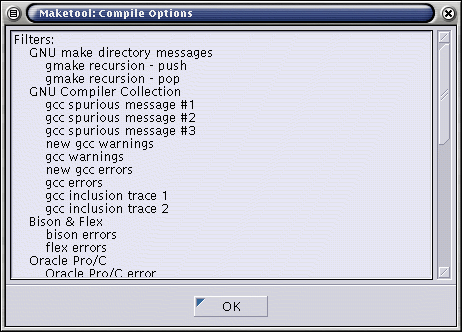 Maketool: Compile Options
Filters:
GNU make directory messages
gmake recursion - push
gmake recursion - pop
GNU Compiler Collection
gcc spurious message #1
gcc spurious message #2
gcc spurious message #3
new gcc warnings
gcc warnings
new gcc errors
gcc errors
gcc inclusion trace 1
gcc inclusion trace 2
Bison & Flex
bison errors
flex errors
Oracle Pro/C
Oracle Pro/C error
OK